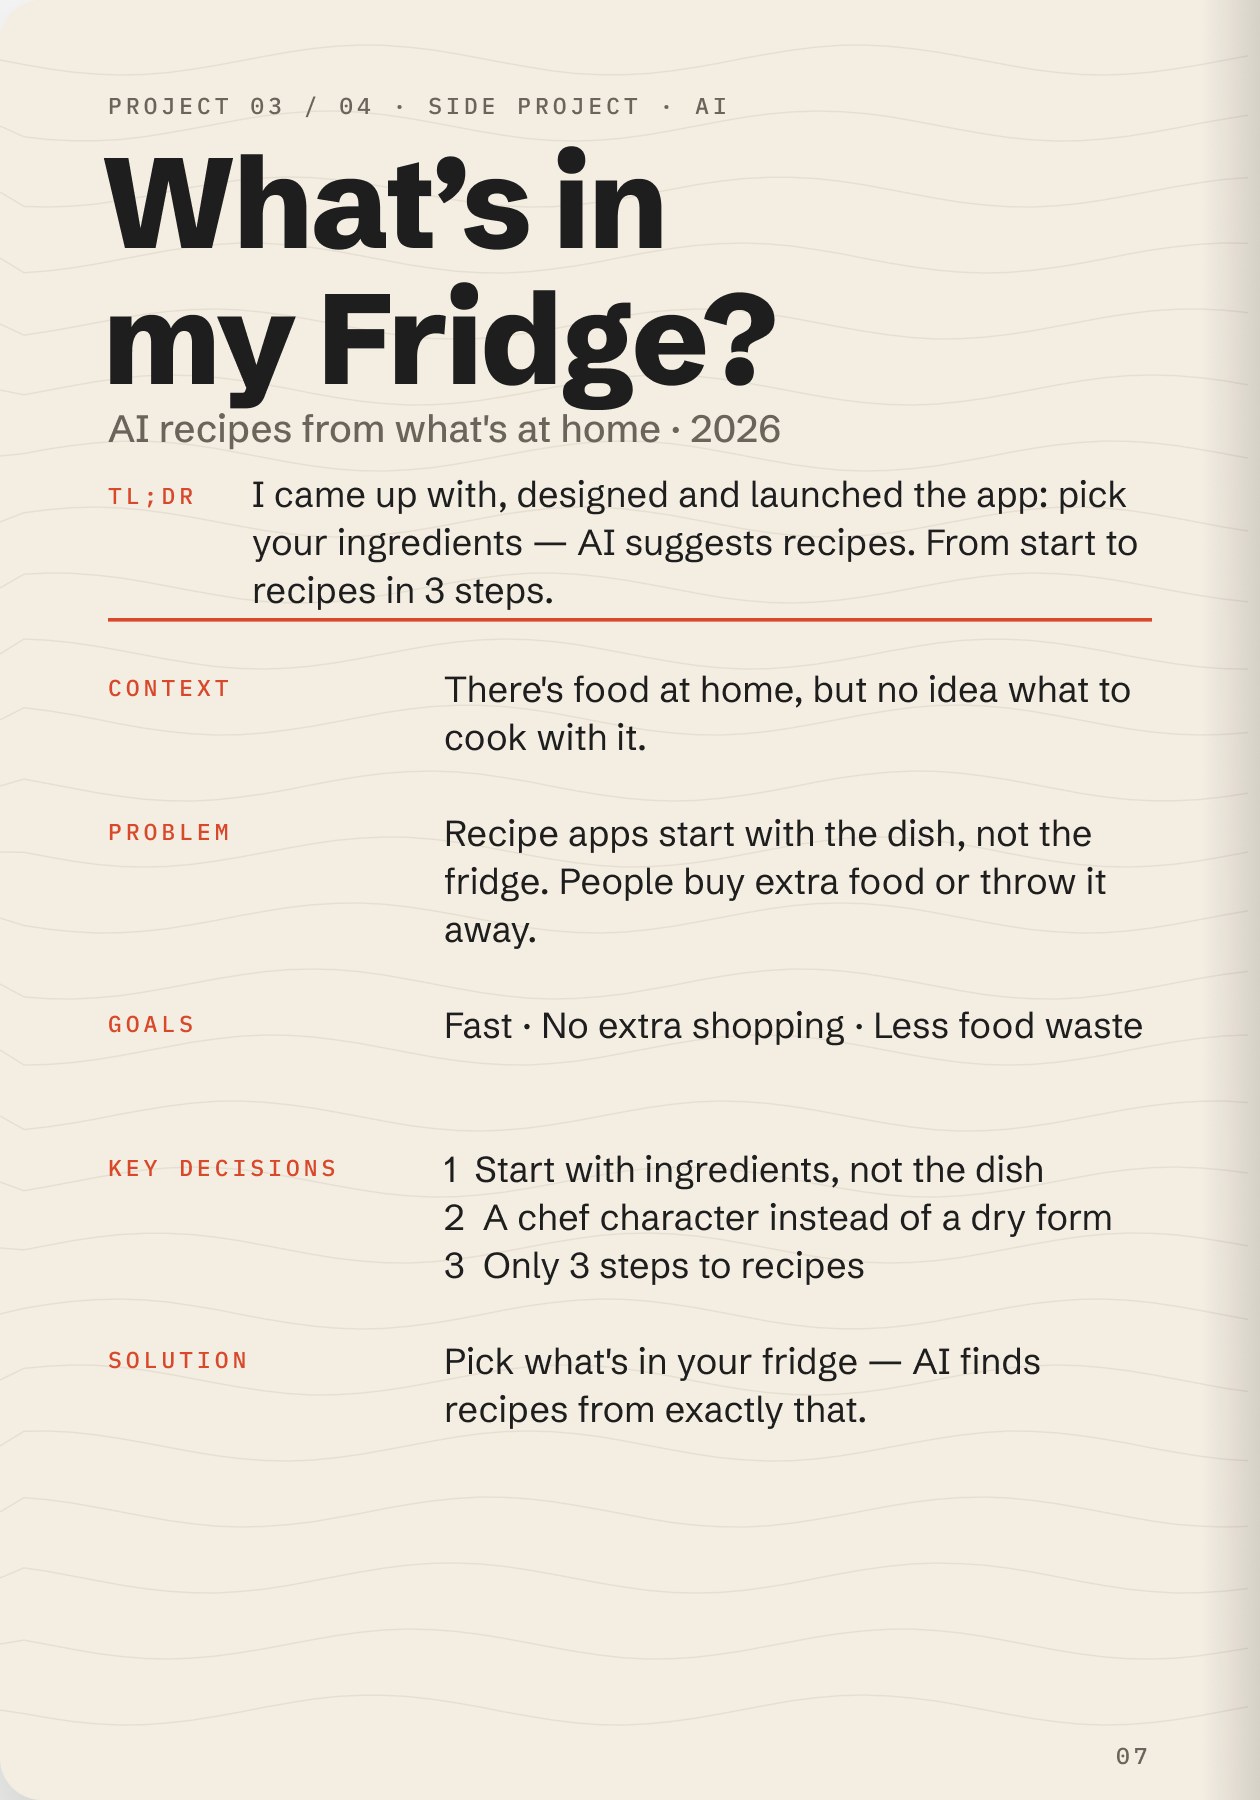 PROJECT 03 / 04 · SIDE PROJECT · AI
What’s in
my Fridge?
AI recipes from what's at home · 2026
TL;DR
I came up with, designed and launched the app: pick
your ingredients — AI suggests recipes. From start to
recipes in 3 steps.
CONTEXT
There's food at home, but no idea what to
cook with it.
PROBLEM
Recipe apps start with the dish, not the
fridge. People buy extra food or throw it
away.
GOALS
Fast · No extra shopping · Less food waste
KEY DECISIONS
1 Start with ingredients, not the dish
2 A chef character instead of a dry form
3 Only 3 steps to recipes
SOLUTION
Pick what's in your fridge — AI finds
recipes from exactly that.
07